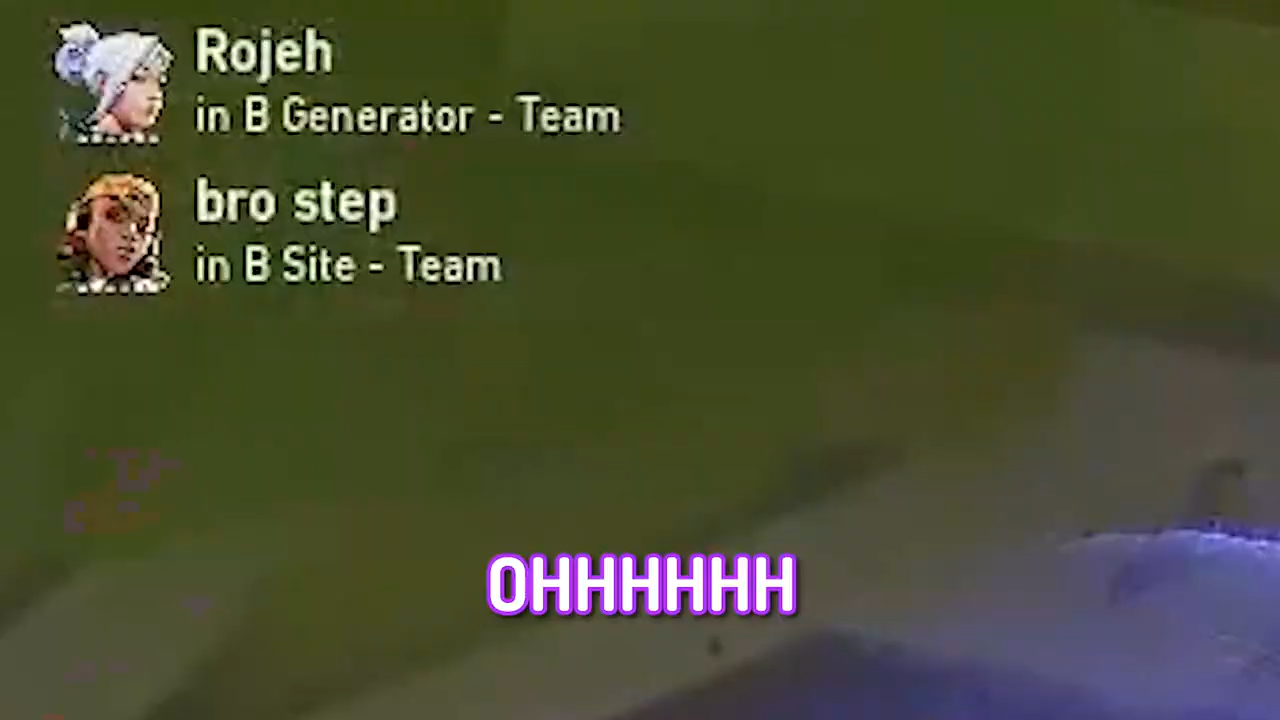 Rojeh
in B Generator - Team
bro step
in B Site - Team
OHHHHHH